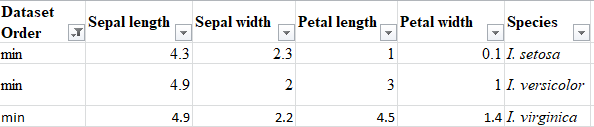 Dataset Order Sepal length Sepal width Petal length Petal width Species
min 4.3 2.3 1 0.1 I. setosa
min 4.9 2 3 1 I. versicolor
min 4.9 2.2 4.5 1.4 I. virginica